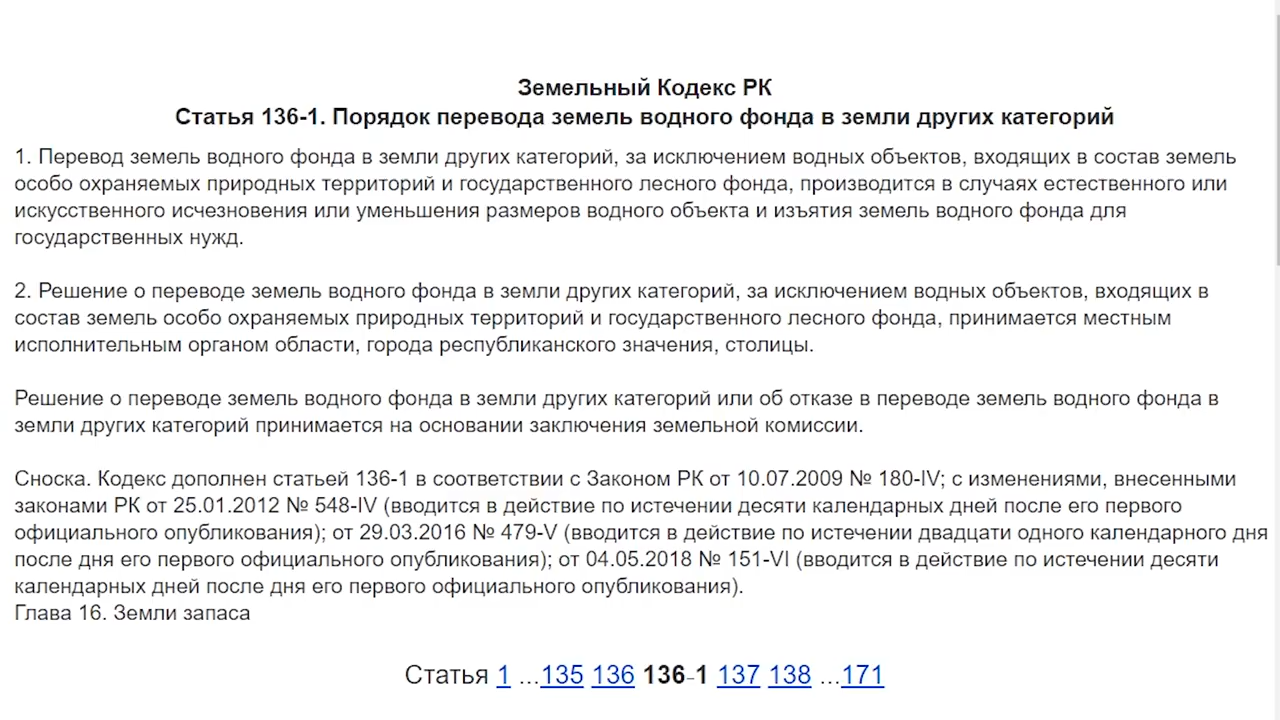 Земельный Кодекс РК
Статья 136-1. Порядок перевода земель водного фонда в земли других категорий
1. Перевод земель водного фонда в земли других категорий, за исключением водных объектов, входящих в состав земель
особо охраняемых природных территорий и государственного лесного фонда, производится в случаях естественного или
искусственного исчезновения или уменьшения размеров водного объекта и изъятия земель водного фонда для
государственных нужд.
2. Решение о переводе земель водного фонда в земли других категорий, за исключением водных объектов, входящих в
состав земель особо охраняемых природных территорий и государственного лесного фонда, принимается местным
исполнительным органом области, города республиканского значения, столицы.
Решение о переводе земель водного фонда в земли других категорий или об отказе в переводе земель водного фонда в
земли других категорий принимается на основании заключения земельной комиссии.
Сноска. Кодекс дополнен статьей 136-1 в соответствии с Законом РК от 10.07.2009 № 180-IV; с изменениями, внесенными
законами РК от 25.01.2012 № 548-IV (вводится в действие по истечении десяти календарных дней после его первого
официального опубликования); от 29.03.2016 № 479-V (вводится в действие по истечении двадцати одного календарного дня
после дня его первого официального опубликования); от 04.05.2018 № 151-VI (вводится в действие по истечении десяти
календарных дней после дня его первого официального опубликования).
Глава 16. Земли запаса
Статья 1 ...135 136 136-1 137 138 ...171